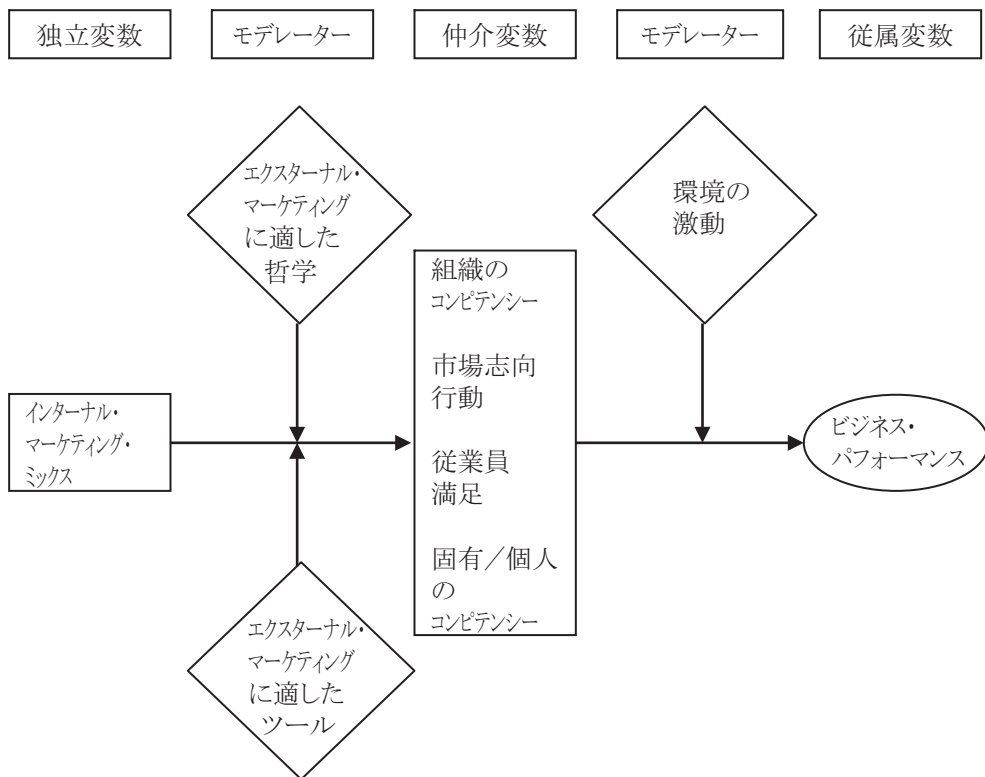 独立変数
モデレーター
仲介変数
モデレーター
従属変数
エクスターナル・
マーケティング
に適した
哲学
環境の
激動
組織の
コンピテンシー
市場志向
行動
従業員
満足
固有／個人
の
コンピテンシー
インターナル・
マーケティング・
ミックス
ビジネス・
パフォーマンス
エクスターナル・
マーケティング
に適した
ツール